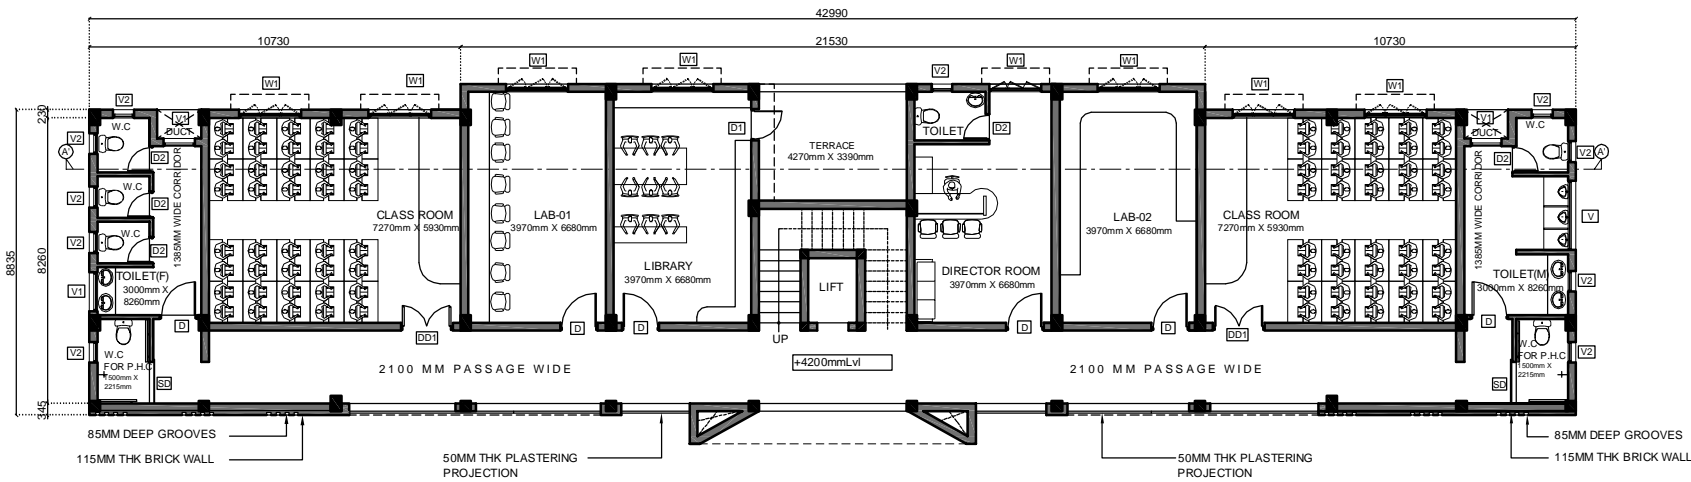 42990
10730
21530
10730
W1
W1
W1
W1
V2
W1
W1
W1
W1
V2
V1
DUCT
W.C
V2
D2
A'
230
8835
8260
345
1385MM WIDE CORRIDOR
V2
D2
V2
D2
V1
TOILET(F)
3000mm X
8260mm
D
V2
W.C
FOR P.H.C
1500mm X
2215mm
SD
CLASS ROOM
7270mm X 5930mm
DD1
LAB-01
3970mm X 6680mm
D
LIBRARY
3970mm X 6680mm
D
D1
TERRACE
4270mm X 3390mm
LIFT
UP
TOILET
D2
DIRECTOR ROOM
3970mm X 6680mm
D
LAB-02
3970mm X 6680mm
D
CLASS ROOM
7270mm X 5930mm
DD1
V1
DUCT
V2
W.C
D2
V2
A'
1385MM WIDE CORRIDOR
V
TOILET(M)
3000mm X 8260mm
V2
D
W.C
FOR P.H.C
1500mm X
2215mm
V2
SD
2100 MM PASSAGE WIDE
+4200mmLvl
2100 MM PASSAGE WIDE
85MM DEEP GROOVES
115MM THK BRICK WALL
50MM THK PLASTERING
PROJECTION
50MM THK PLASTERING
PROJECTION
85MM DEEP GROOVES
115MM THK BRICK WALL